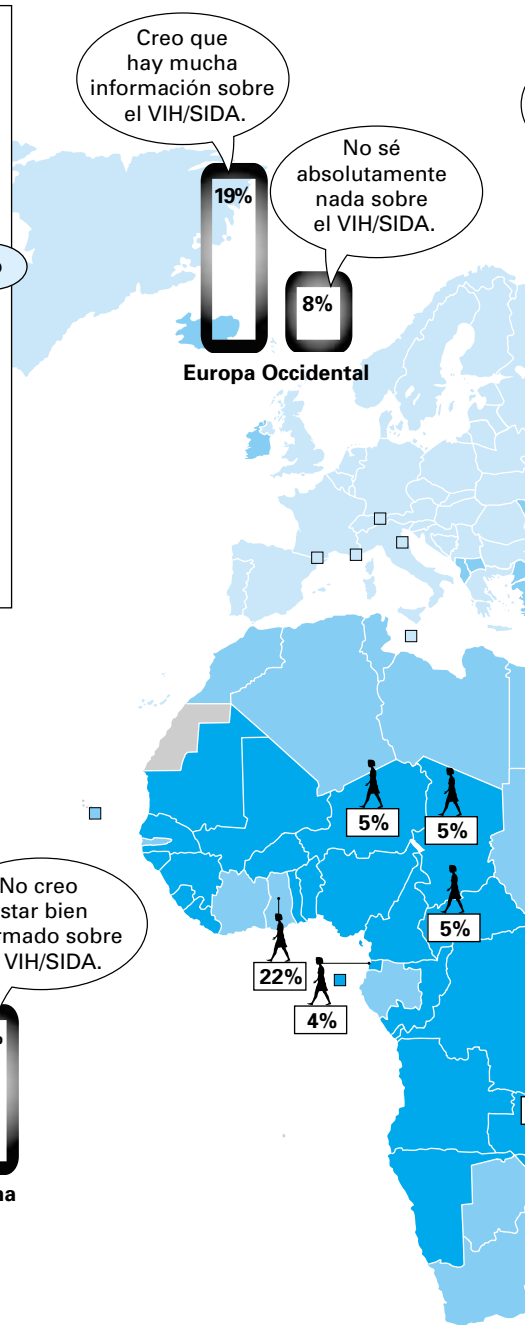 Creo que
hay mucha
información sobre
el VIH/SIDA.
No sé
absolutamente
nada sobre
el VIH/SIDA.
19%
8%
Europa Occidental
5%
5%
5%
22%
4%
No creo
star bien
rmado sobre
VIH/SIDA.
na